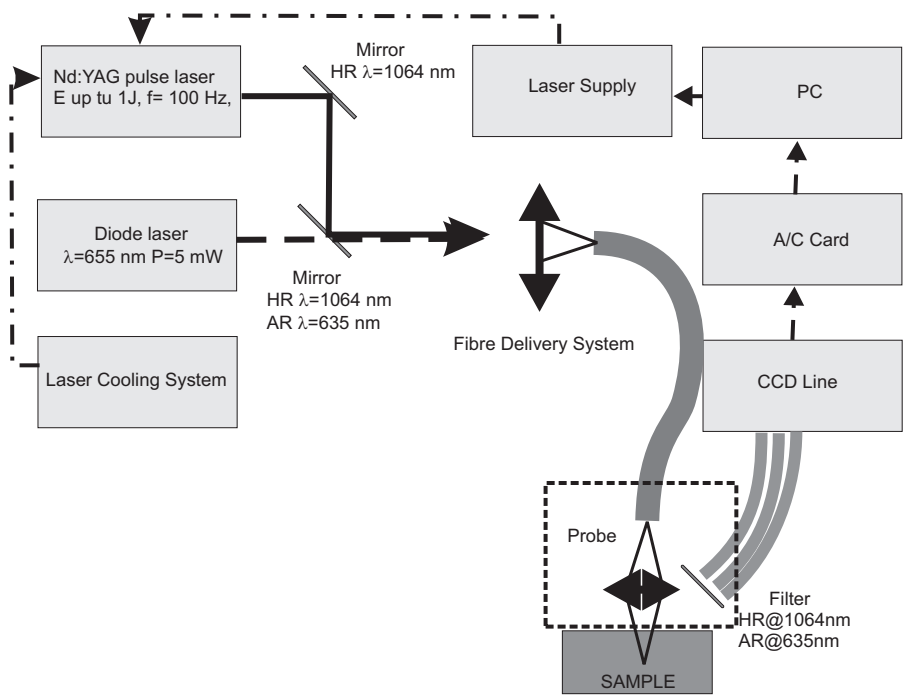 Nd:YAG pulse laser
E up tu 1J, f= 100 Hz,
Mirror
HR λ=1064 nm
Laser Supply
PC
Diode laser
λ=655 nm P=5 mW
Mirror
HR λ=1064 nm
AR λ=635 nm
A/C Card
Fibre Delivery System
Laser Cooling System
CCD Line
Probe
Filter
HR@1064nm
AR@635nm
SAMPLE